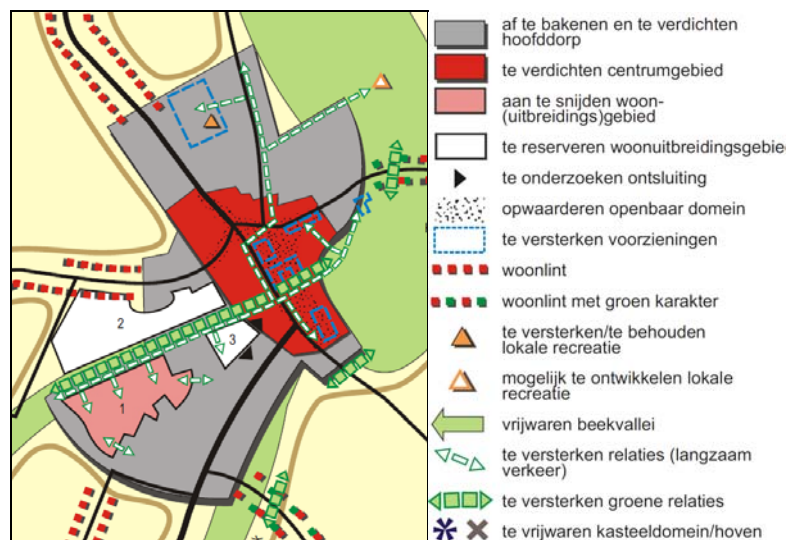 af te bakenen en te verdichten
hoofddorp
te verdichten centrumgebied
aan te snijden woon-
(uitbreidings)gebied
te reserveren woonuitbreidingsgebie
te onderzoeken ontsluiting
opwaarderen openbaar domein
te versterken voorzieningen
woonlint
woonlint met groen karakter
te versterken/te behouden
lokale recreatie
mogelijk te ontwikkelen lokale
recreatie
vrijwaren beekvallei
te versterken relaties (langzaam
verkeer)
te versterken groene relaties
te vrijwaren kasteeldomein/hoven
2
3
1